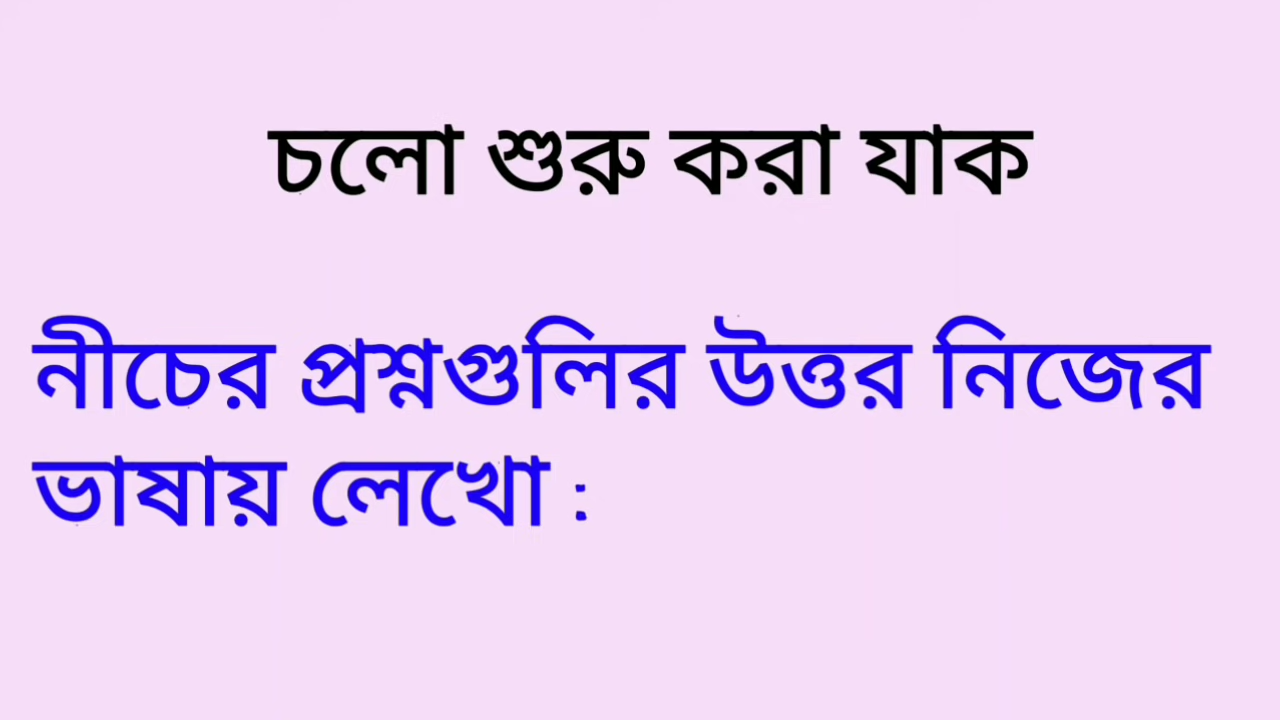 চলো শুরু করা যাক
নীচের প্রশ্নগুলির উত্তর নিজের
ভাষায় লেখো :